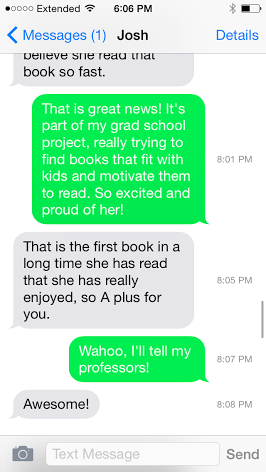 Extended 6:06 PM
Messages (1) Josh Details
believe she read that
book so fast.
That is great news! It's
part of my grad school
project, really trying to
find books that fit with
kids and motivate them
to read. So excited and
proud of her!
8:01 PM
That is the first book in a
long time she has read
that she has really
enjoyed, so A plus for
you.
8:05 PM
Wahoo, I'll tell my
professors!
8:07 PM
Awesome!
8:08 PM
Text Message Send